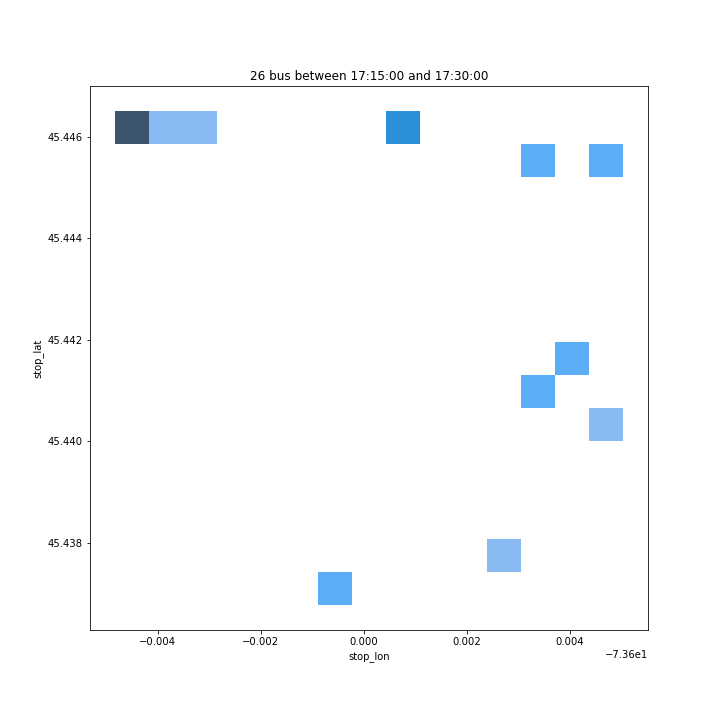 26 bus between 17:15:00 and 17:30:00
45.446
45.444
45.442
45.440
45.438
stop_lat
−0.004 −0.002 0.000 0.002 0.004
stop_lon
−7.36e1